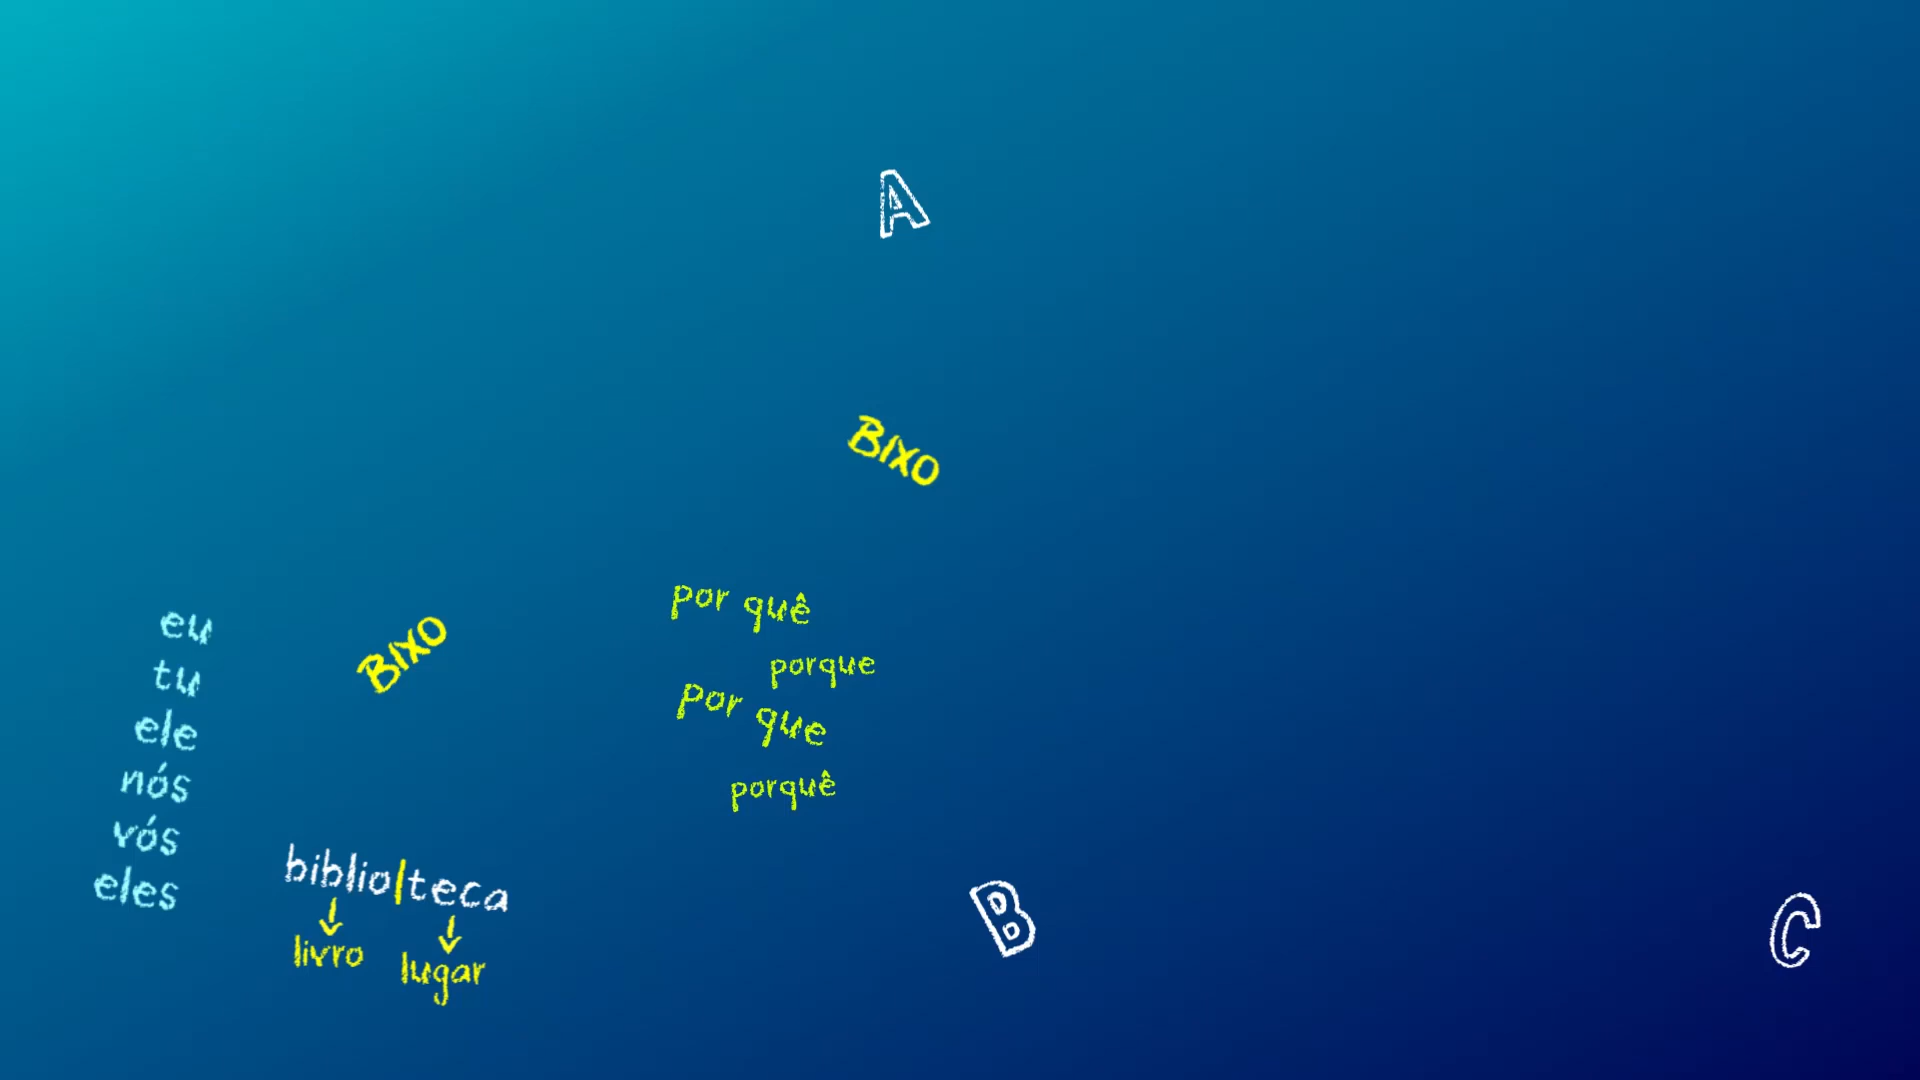 A
BIXO
por quê
porque
por que
porquê
BIXO
eu
tu
ele
nós
vós
eles
biblio|teca
livro
lugar
B
C